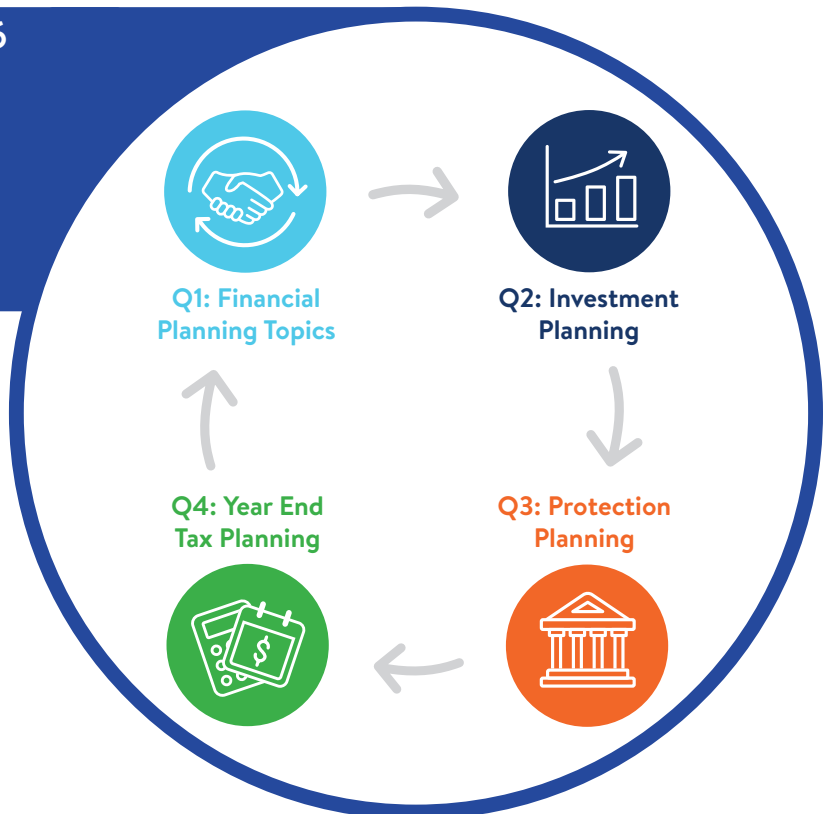 Q1: Financial
Planning Topics
Q2: Investment
Planning
Q4: Year End
Tax Planning
Q3: Protection
Planning
$